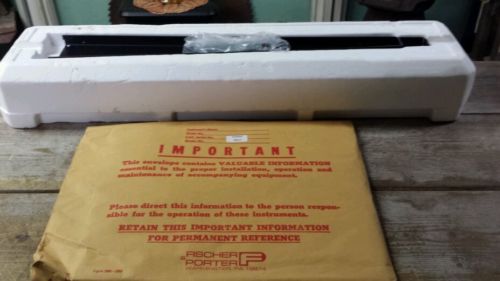 IMPORTANT
This envelope contains VALUABLE INFORMATION
essential to the proper installation, operation and
maintenance of accompanying equipment.
Please direct this information to the person respon-
sible for the operation of these instruments.
RETAIN THIS IMPORTANT INFORMATION
FOR PERMANENT REFERENCE
FISCHER
& PORTER